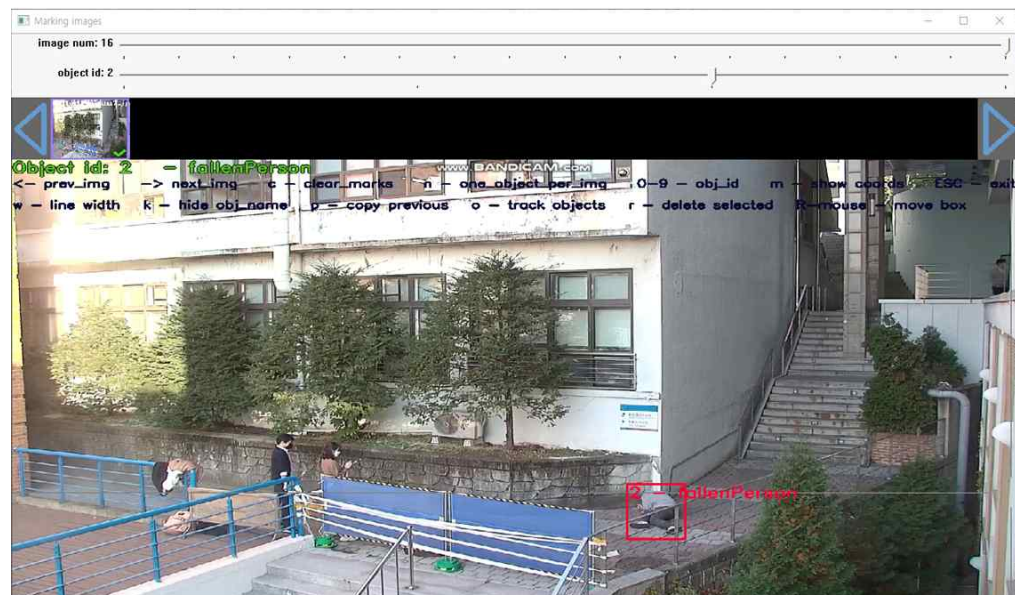 Marking images
image num: 16
object id: 2
Object id: 2 - fallenPerson
www.BANDICAM.com
<- prev_img -> next_img c - clear_marks n - one_object_per_img 0-9 - obj_id m - show coords ESC - exit
w - line width k - hide obj_name p - copy previous o - track objects r - delete selected R-mouse - move box
2 - fallenPerson